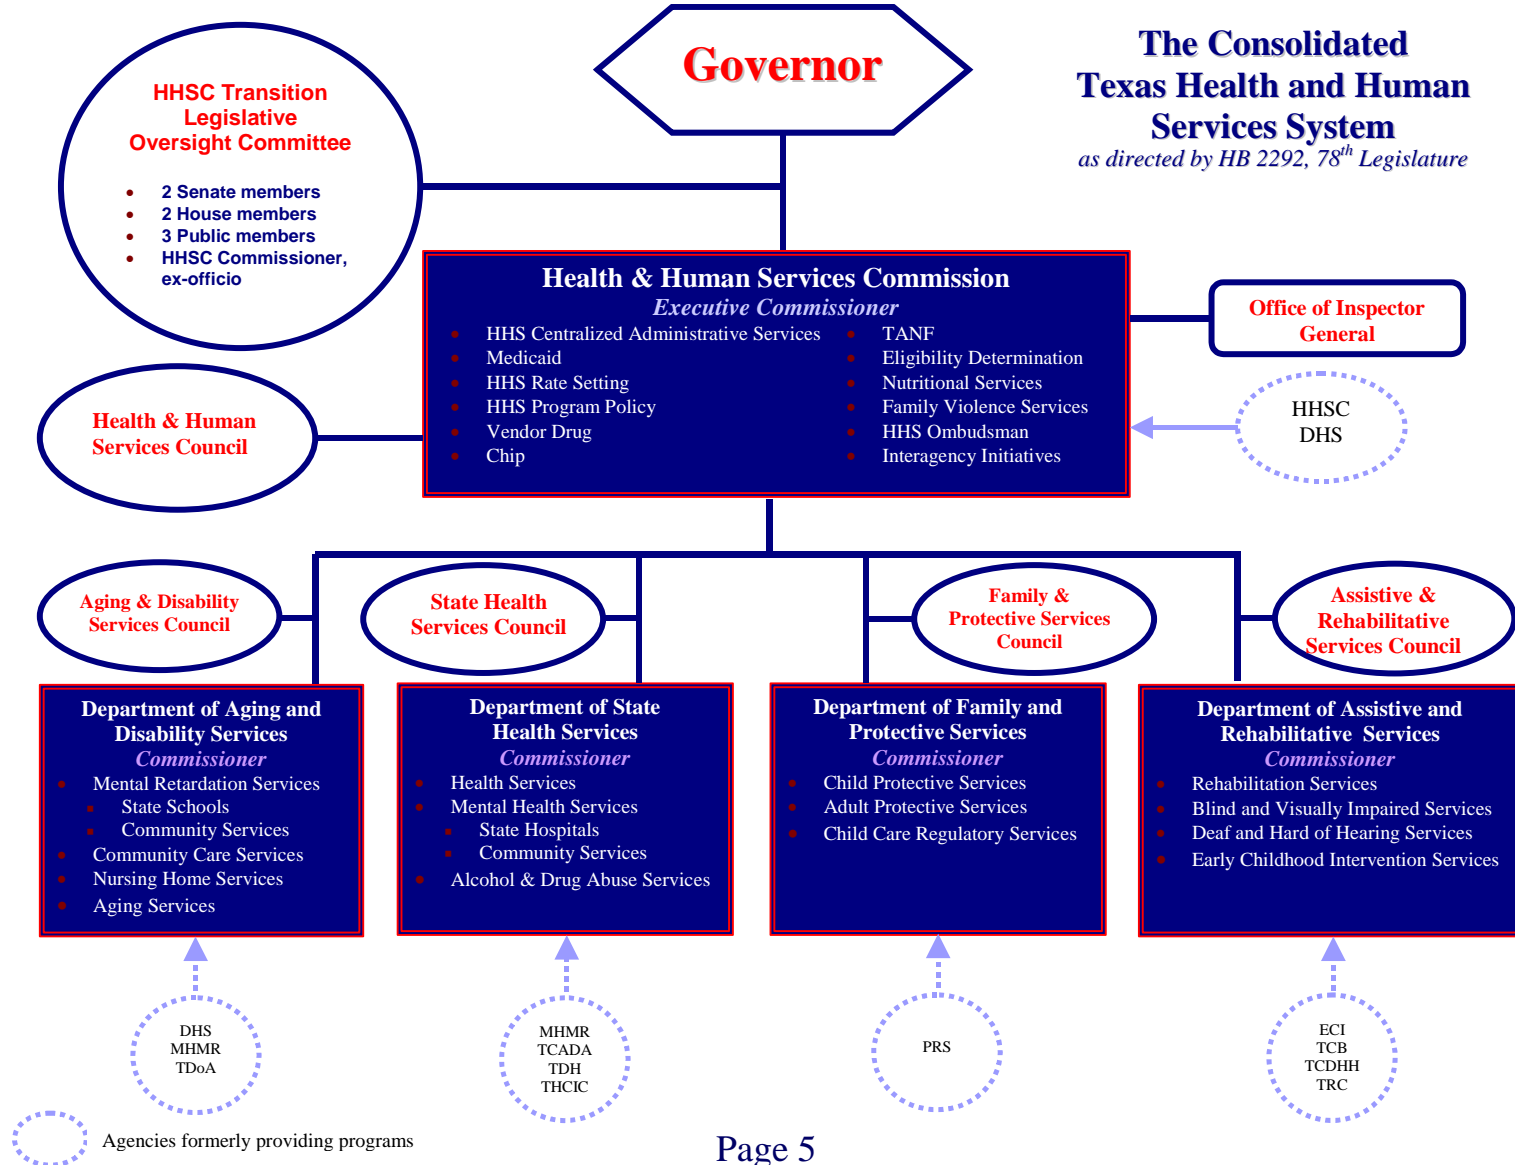 Governor
The Consolidated
Texas Health and Human
Services System
as directed by HB 2292, 78th Legislature
HHSC Transition
Legislative
Oversight Committee
• 2 Senate members
• 2 House members
• 3 Public members
• HHSC Commissioner,
ex-officio
Health & Human Services Commission
Executive Commissioner
• HHS Centralized Administrative Services
• Medicaid
• HHS Rate Setting
• HHS Program Policy
• Vendor Drug
• Chip
• TANF
• Eligibility Determination
• Nutritional Services
• Family Violence Services
• HHS Ombudsman
• Interagency Initiatives
Office of Inspector
General
HHSC
DHS
Health & Human
Services Council
Aging & Disability
Services Council
State Health
Services Council
Family &
Protective Services
Council
Assistive &
Rehabilitative
Services Council
Department of Aging and
Disability Services
Commissioner
• Mental Retardation Services
▪ State Schools
▪ Community Services
• Community Care Services
• Nursing Home Services
• Aging Services
Department of State
Health Services
Commissioner
• Health Services
• Mental Health Services
▪ State Hospitals
▪ Community Services
• Alcohol & Drug Abuse Services
Department of Family and
Protective Services
Commissioner
• Child Protective Services
• Adult Protective Services
• Child Care Regulatory Services
Department of Assistive and
Rehabilitative Services
Commissioner
• Rehabilitation Services
• Blind and Visually Impaired Services
• Deaf and Hard of Hearing Services
• Early Childhood Intervention Services
DHS
MHMR
TDoA
MHMR
TCADA
TDH
THCIC
PRS
ECI
TCB
TCDHH
TRC
Agencies formerly providing programs
Page 5